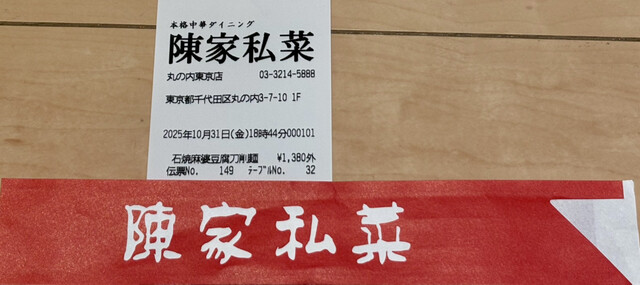 本格中華ダイニング
陳家私菜
丸の内東京店 03-3214-5888
東京都千代田区丸の内3-7-10 1F
2025年10月31日(金)18時44分000101
石焼麻婆豆腐刀削麺 ¥1,380外
伝票No. 149 テーブルNo. 32
陳家私菜